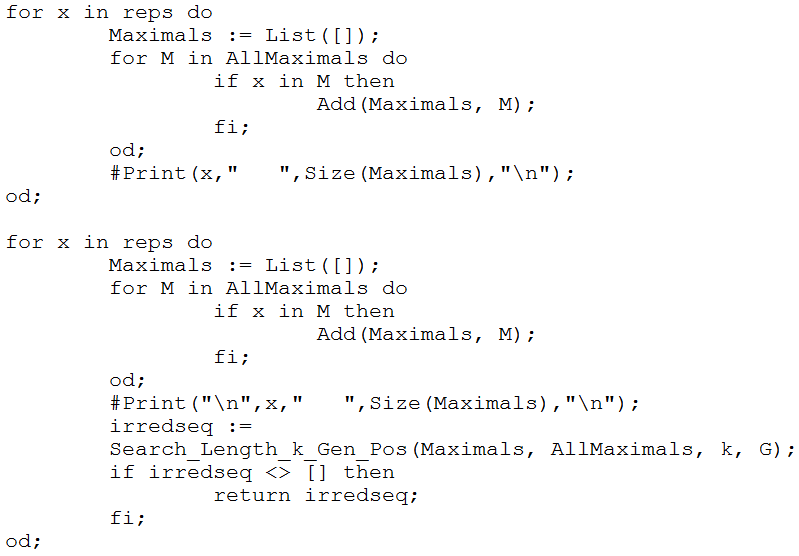 for x in reps do
        Maximals := List([]);
        for M in AllMaximals do
                if x in M then
                        Add(Maximals, M);
                fi;
        od;
        #Print(x,"   ",Size(Maximals),"\n");
od;

for x in reps do
        Maximals := List([]);
        for M in AllMaximals do
                if x in M then
                        Add(Maximals, M);
                fi;
        od;
        #Print("\n",x,"   ",Size(Maximals),"\n");
        irredseq :=
        Search_Length_k_Gen_Pos(Maximals, AllMaximals, k, G);
        if irredseq <> [] then
                return irredseq;
        fi;
od;